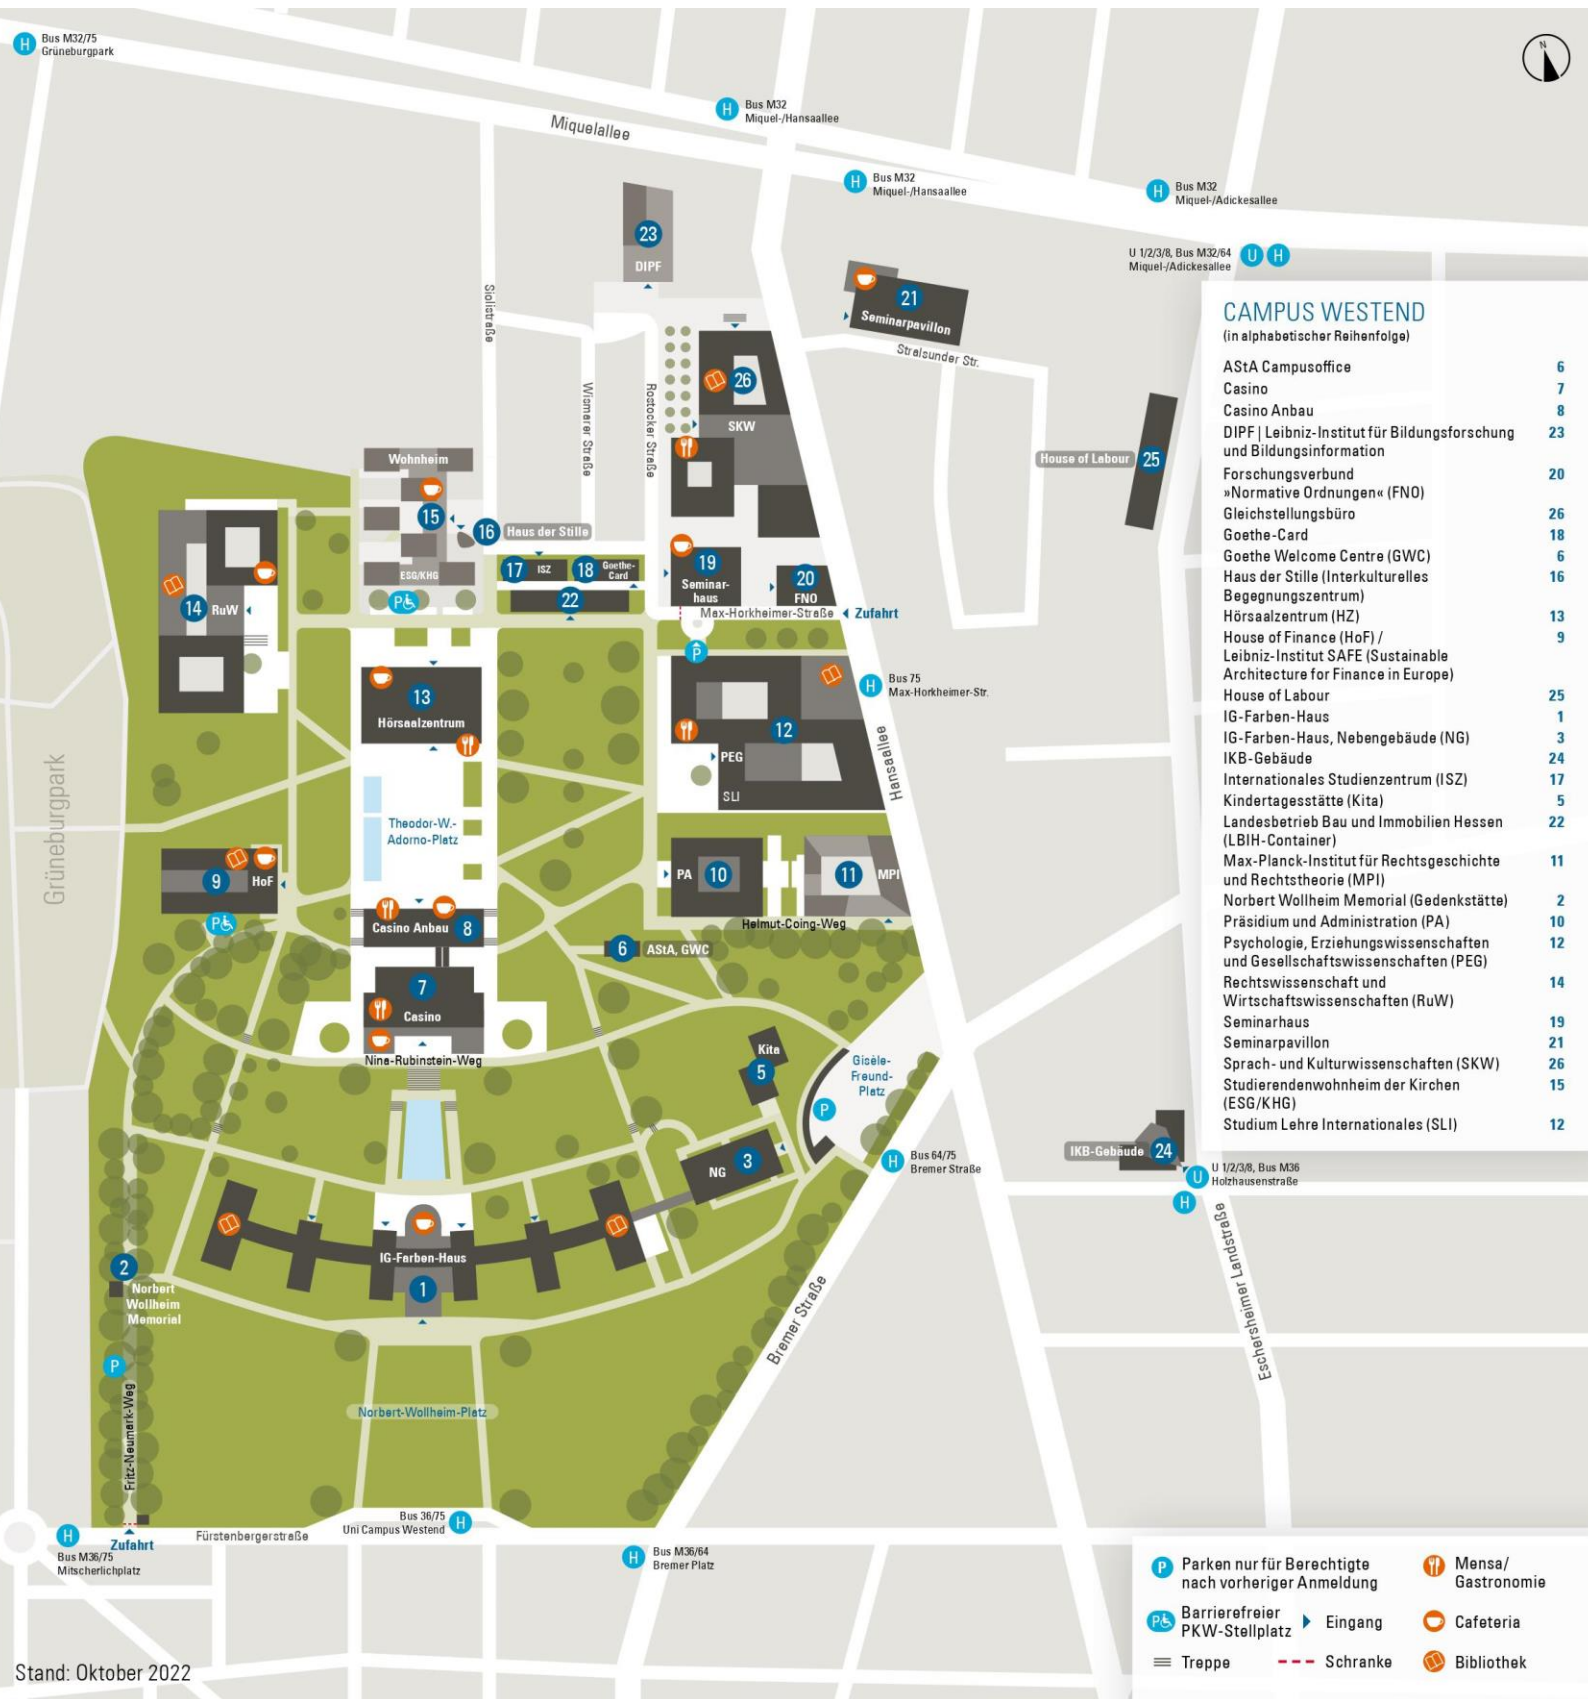 H Bus M32/75
Grüneburgpark
N
H Bus M32
Miquel-/Hansaallee
Miquelallee
H Bus M32
Miquel-/Hansaallee
H Bus M32
Miquel-/Adickesallee
U 1/2/3/8, Bus M32/64 U H
Miquel-/Adickesallee
23
DIPF
Siolistraße
21
Seminarpavillon
Stralsunder Str.
Wismarer Straße
Rostocker Straße
26
SKW
House of Labour 25
Wohnheim
15
16 Haus der Stille
ESG/KHG
P
17 ISZ
18 Goethe-
Card
22
19
Seminar-
haus
20
FNO
Max-Horkheimer-Straße Zufahrt
P
14 RuW
13
Hörsaalzentrum
H Bus 75
Max-Horkheimer-Str.
12
PEG
SLI
Hansaallee
Grüneburgpark
Theodor-W.-
Adorno-Platz
9 HoF
P
PA 10
11 MPI
Helmut-Coing-Weg
Casino Anbau 8
6 AStA, GWC
7
Casino
Nina-Rubinstein-Weg
Kita
5
Gisèle-
Freund-
Platz
P
NG 3
H Bus 64/75
Bremer Straße
IKB-Gebäude 24
U U 1/2/3/8, Bus M36
Holzhausenstraße
H
Eschersheimer Landstraße
IG-Farben-Haus
1
2
Norbert
Wollheim
Memorial
P
Fritz-Neumark-Weg
Bremer Straße
Norbert-Wollheim-Platz
Bus 36/75
Uni Campus Westend H
Fürstenbergerstraße
H
Bus M36/75
Mitscherlichplatz
Zufahrt
H Bus M36/64
Bremer Platz
CAMPUS WESTEND
(in alphabetischer Reihenfolge)
AStA Campusoffice 6
Casino 7
Casino Anbau 8
DIPF | Leibniz-Institut für Bildungsforschung 23
und Bildungsinformation
Forschungsverbund 20
»Normative Ordnungen« (FNO)
Gleichstellungsbüro 26
Goethe-Card 18
Goethe Welcome Centre (GWC) 6
Haus der Stille (Interkulturelles 16
Begegnungszentrum)
Hörsaalzentrum (HZ) 13
House of Finance (HoF) / 9
Leibniz-Institut SAFE (Sustainable
Architecture for Finance in Europe)
House of Labour 25
IG-Farben-Haus 1
IG-Farben-Haus, Nebengebäude (NG) 3
IKB-Gebäude 24
Internationales Studienzentrum (ISZ) 17
Kindertagesstätte (Kita) 5
Landesbetrieb Bau und Immobilien Hessen 22
(LBIH-Container)
Max-Planck-Institut für Rechtsgeschichte 11
und Rechtstheorie (MPI)
Norbert Wollheim Memorial (Gedenkstätte) 2
Präsidium und Administration (PA) 10
Psychologie, Erziehungswissenschaften 12
und Gesellschaftswissenschaften (PEG)
Rechtswissenschaft und 14
Wirtschaftswissenschaften (RuW)
Seminarhaus 19
Seminarpavillon 21
Sprach- und Kulturwissenschaften (SKW) 26
Studierendenwohnheim der Kirchen 15
(ESG/KHG)
Studium Lehre Internationales (SLI) 12
P Parken nur für Berechtigte
nach vorheriger Anmeldung
Mensa/
Gastronomie
P Barrierefreier
PKW-Stellplatz
Eingang
Cafeteria
Treppe
Schranke
Bibliothek
Stand: Oktober 2022